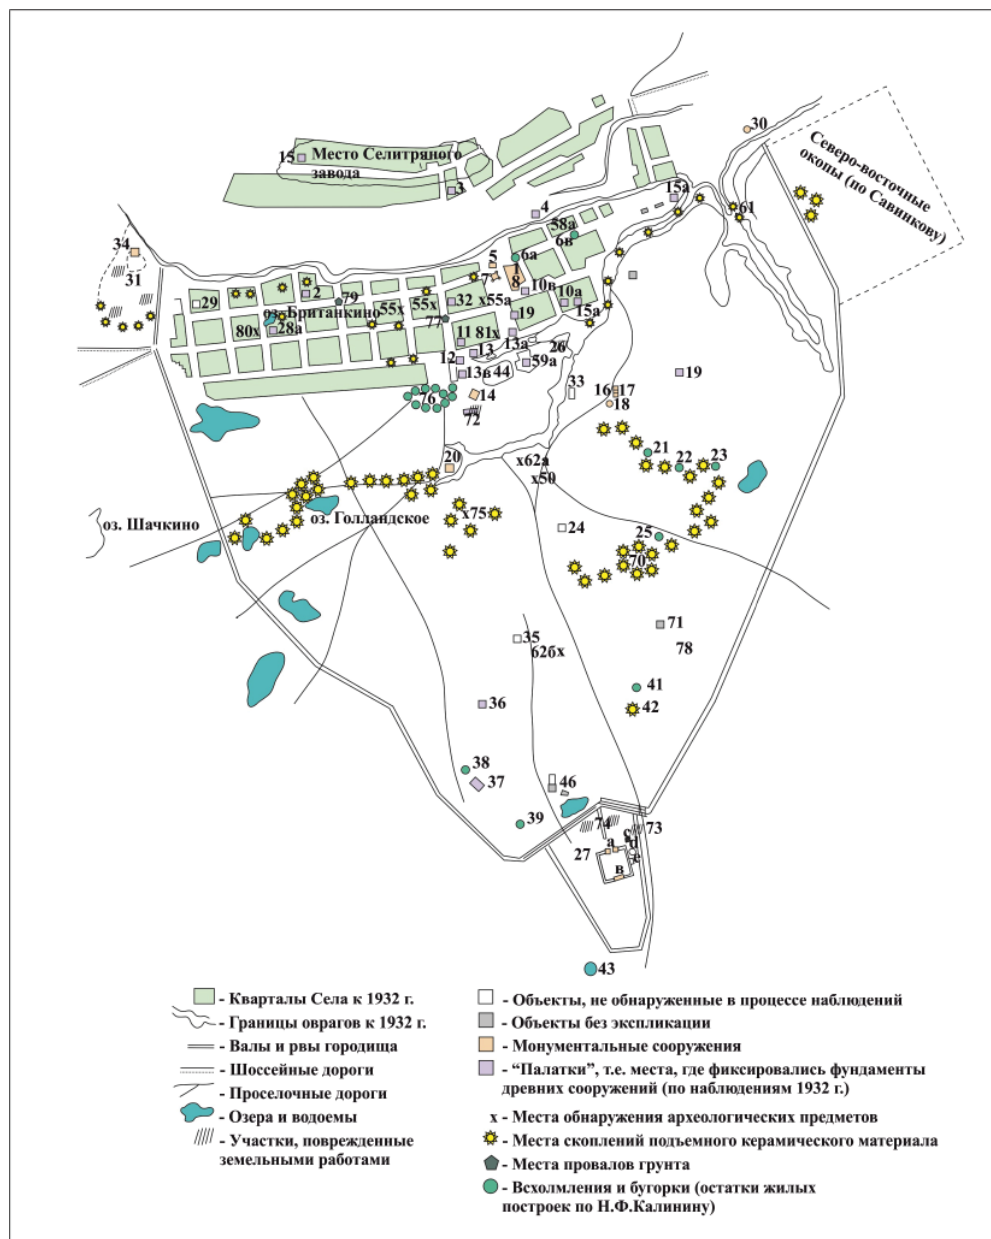 30
Северо-восточные
окопы (по Савинкову)
15
Место Селитряного
завода
3
15а
61
4
58а
6в
34
31
5
6а
7
1
8
2
79
29
оз. Британкино
55х
55х
32
х55а
10в
10а
15а
80х
28а
77
19
11
81х
13а
26
12
13
59а
13в
44
19
76
14
33
16
17
18
72
21
22
23
20
х62а
х50
оз. Шачкино
оз. Голландское
х75
24
25
70
35
62бх
71
78
36
41
42
38
37
46
39
74
73
с
а
d
27
е
в
43
- Кварталы Села к 1932 г.
- Границы оврагов к 1932 г.
- Валы и рвы городища
- Шоссейные дороги
- Проселочные дороги
- Озера и водоемы
- Участки, поврежденные
земельными работами
- Объекты, не обнаруженные в процессе наблюдений
- Объекты без экспликации
- Монументальные сооружения
- “Палатки”, т.е. места, где фиксировались фундаменты
древних сооружений (по наблюдениям 1932 г.)
х - Места обнаружения археологических предметов
- Места скоплений подъемного керамического материала
- Места провалов грунта
- Всхолмления и бугорки (остатки жилых
построек по Н.Ф.Калинину)